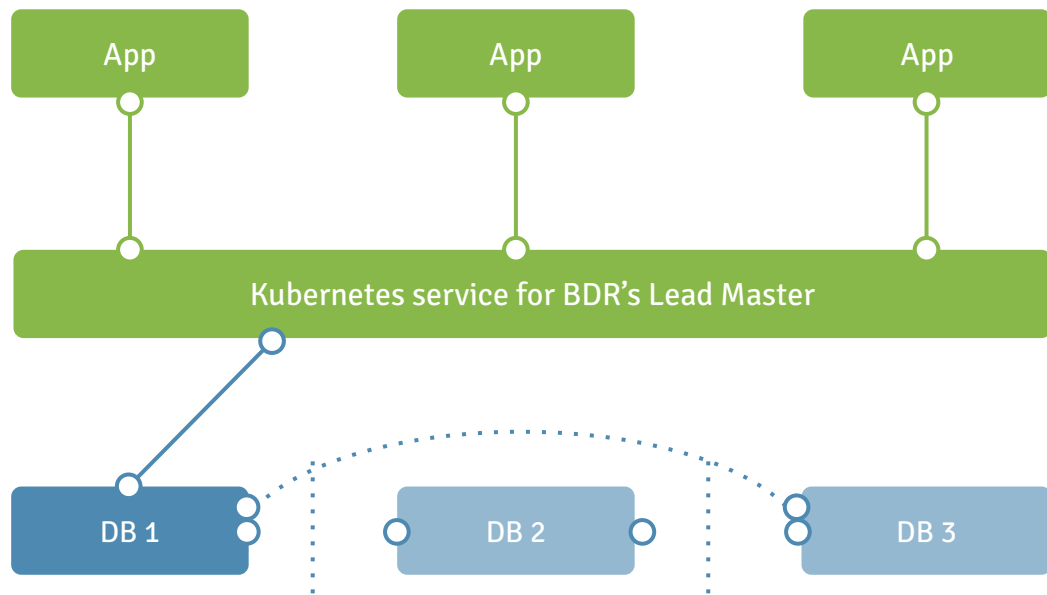 App
App
App
Kubernetes service for BDR’s Lead Master
DB 1
DB 2
DB 3